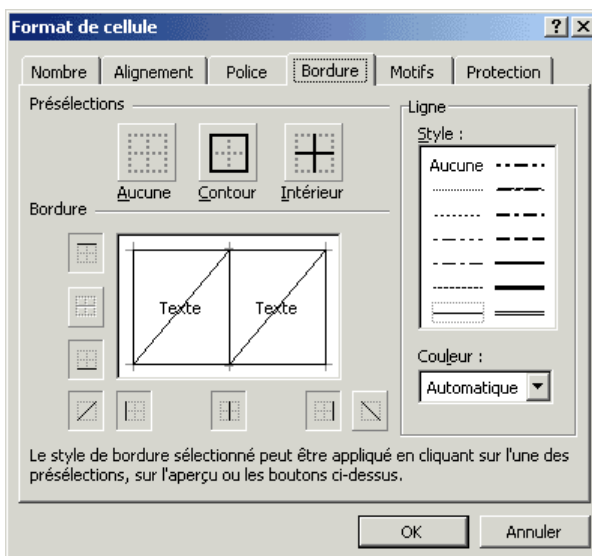 Format de cellule
Nombre Alignement Police Bordure Motifs Protection
Présélections
Aucune Contour Intérieur
Bordure
Texte Texte
Ligne
Style :
Aucune
Couleur :
Automatique
Le style de bordure sélectionné peut être appliqué en cliquant sur l'une des
présélections, sur l'aperçu ou les boutons ci-dessus.
OK Annuler